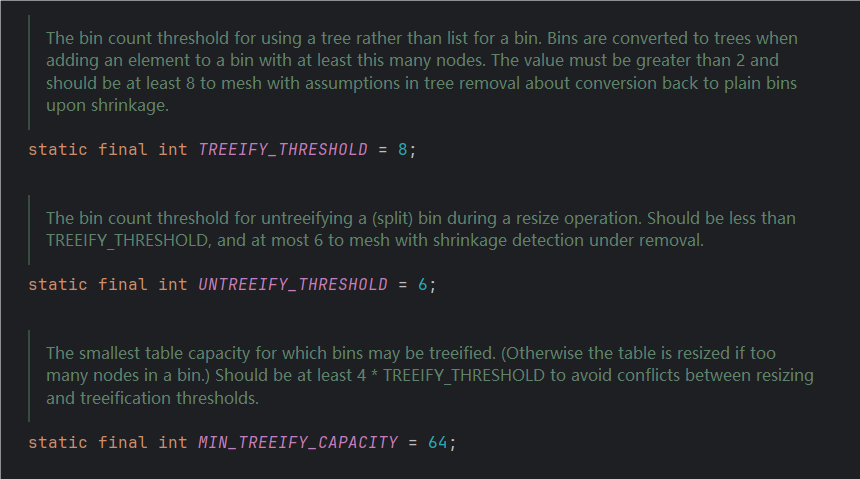 The bin count threshold for using a tree rather than list for a bin. Bins are converted to trees when
adding an element to a bin with at least this many nodes. The value must be greater than 2 and
should be at least 8 to mesh with assumptions in tree removal about conversion back to plain bins
upon shrinkage.
static final int TREEIFY_THRESHOLD = 8;
The bin count threshold for untreeifying a (split) bin during a resize operation. Should be less than
TREEIFY_THRESHOLD, and at most 6 to mesh with shrinkage detection under removal.
static final int UNTREEIFY_THRESHOLD = 6;
The smallest table capacity for which bins may be treeified. (Otherwise the table is resized if too
many nodes in a bin.) Should be at least 4 * TREEIFY_THRESHOLD to avoid conflicts between resizing
and treeification thresholds.
static final int MIN_TREEIFY_CAPACITY = 64;